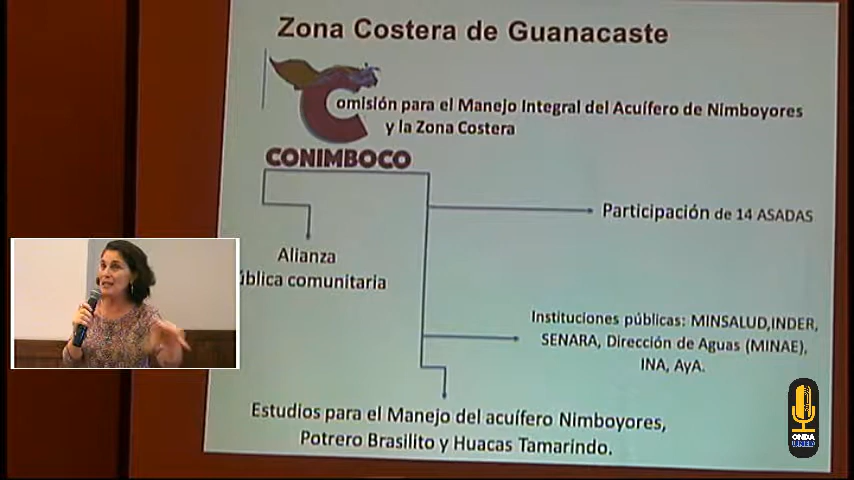 Zona Costera de Guanacaste
Comisión para el Manejo Integral del Acuífero de Nimboyores
y la Zona Costera
CONIMBOCO
Participación de 14 ASADAS
Alianza
ública comunitaria
Instituciones públicas: MINSALUD,INDER,
SENARA, Dirección de Aguas (MINAE),
INA, AyA.
Estudios para el Manejo del acuífero Nimboyores,
Potrero Brasilito y Huacas Tamarindo.
ONDA
UNED